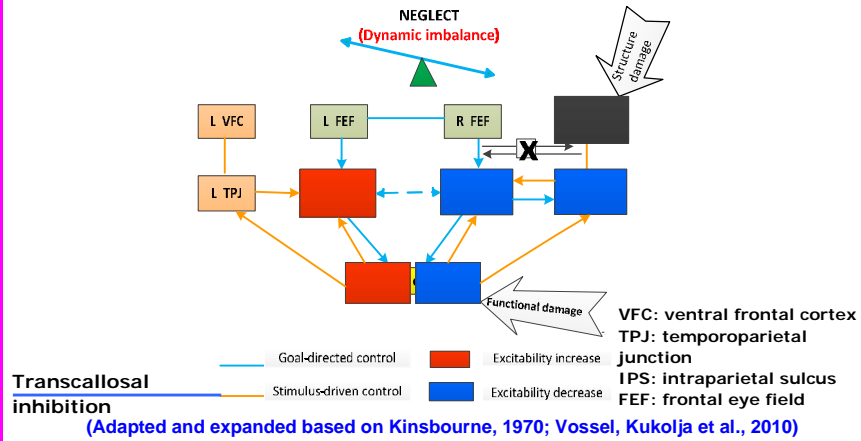 NEGLECT
(Dynamic imbalance)
Structure
damage
L VFC
L FEF
R FEF
X
L TPJ
Functional damage
VFC: ventral frontal cortex
TPJ: temporoparietal
junction
IPS: intraparietal sulcus
FEF: frontal eye field
Goal-directed control
Excitability increase
Stimulus-driven control
Excitability decrease
Transcallosal
inhibition
(Adapted and expanded based on Kinsbourne, 1970; Vossel, Kukolja et al., 2010)